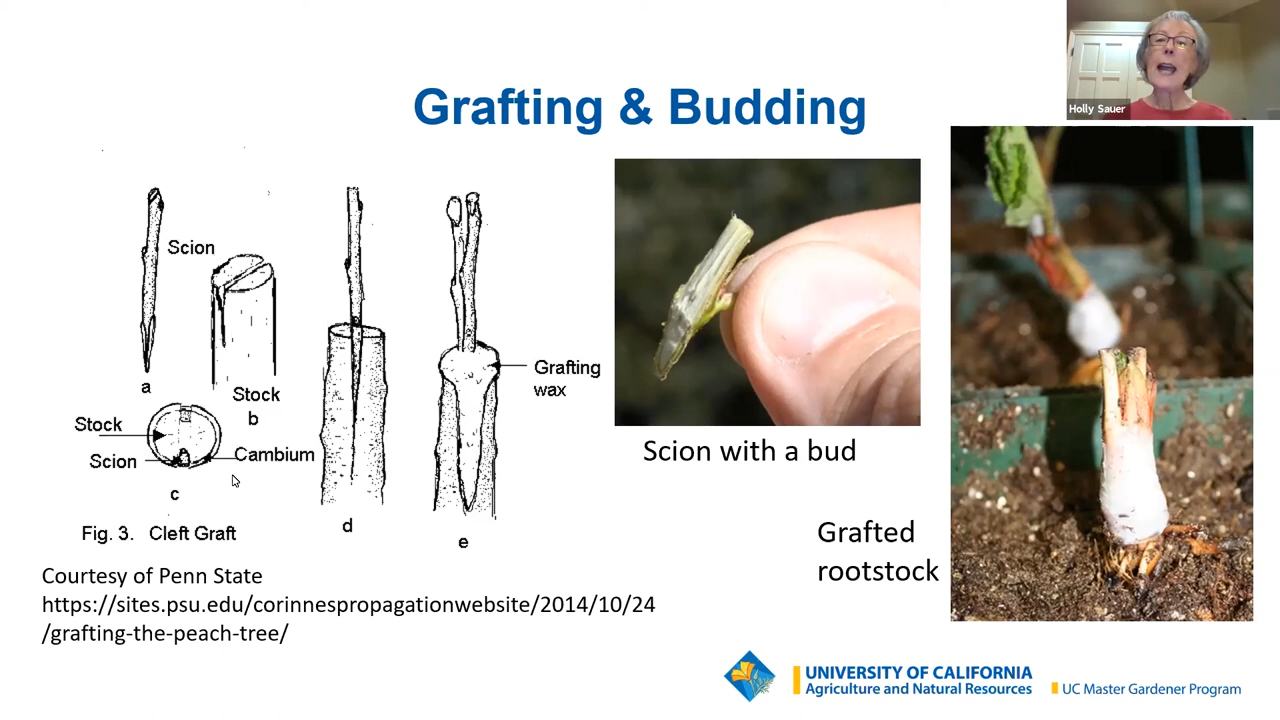 Holly Sauer
Grafting & Budding
Scion
a
Stock
b
Stock
Scion
Cambium
c
d
Grafting
wax
e
Fig. 3. Cleft Graft
Courtesy of Penn State
https://sites.psu.edu/corinnespropagationwebsite/2014/10/24
/grafting-the-peach-tree/
Scion with a bud
Grafted
rootstock
UNIVERSITY OF CALIFORNIA
Agriculture and Natural Resources
UC Master Gardener Program